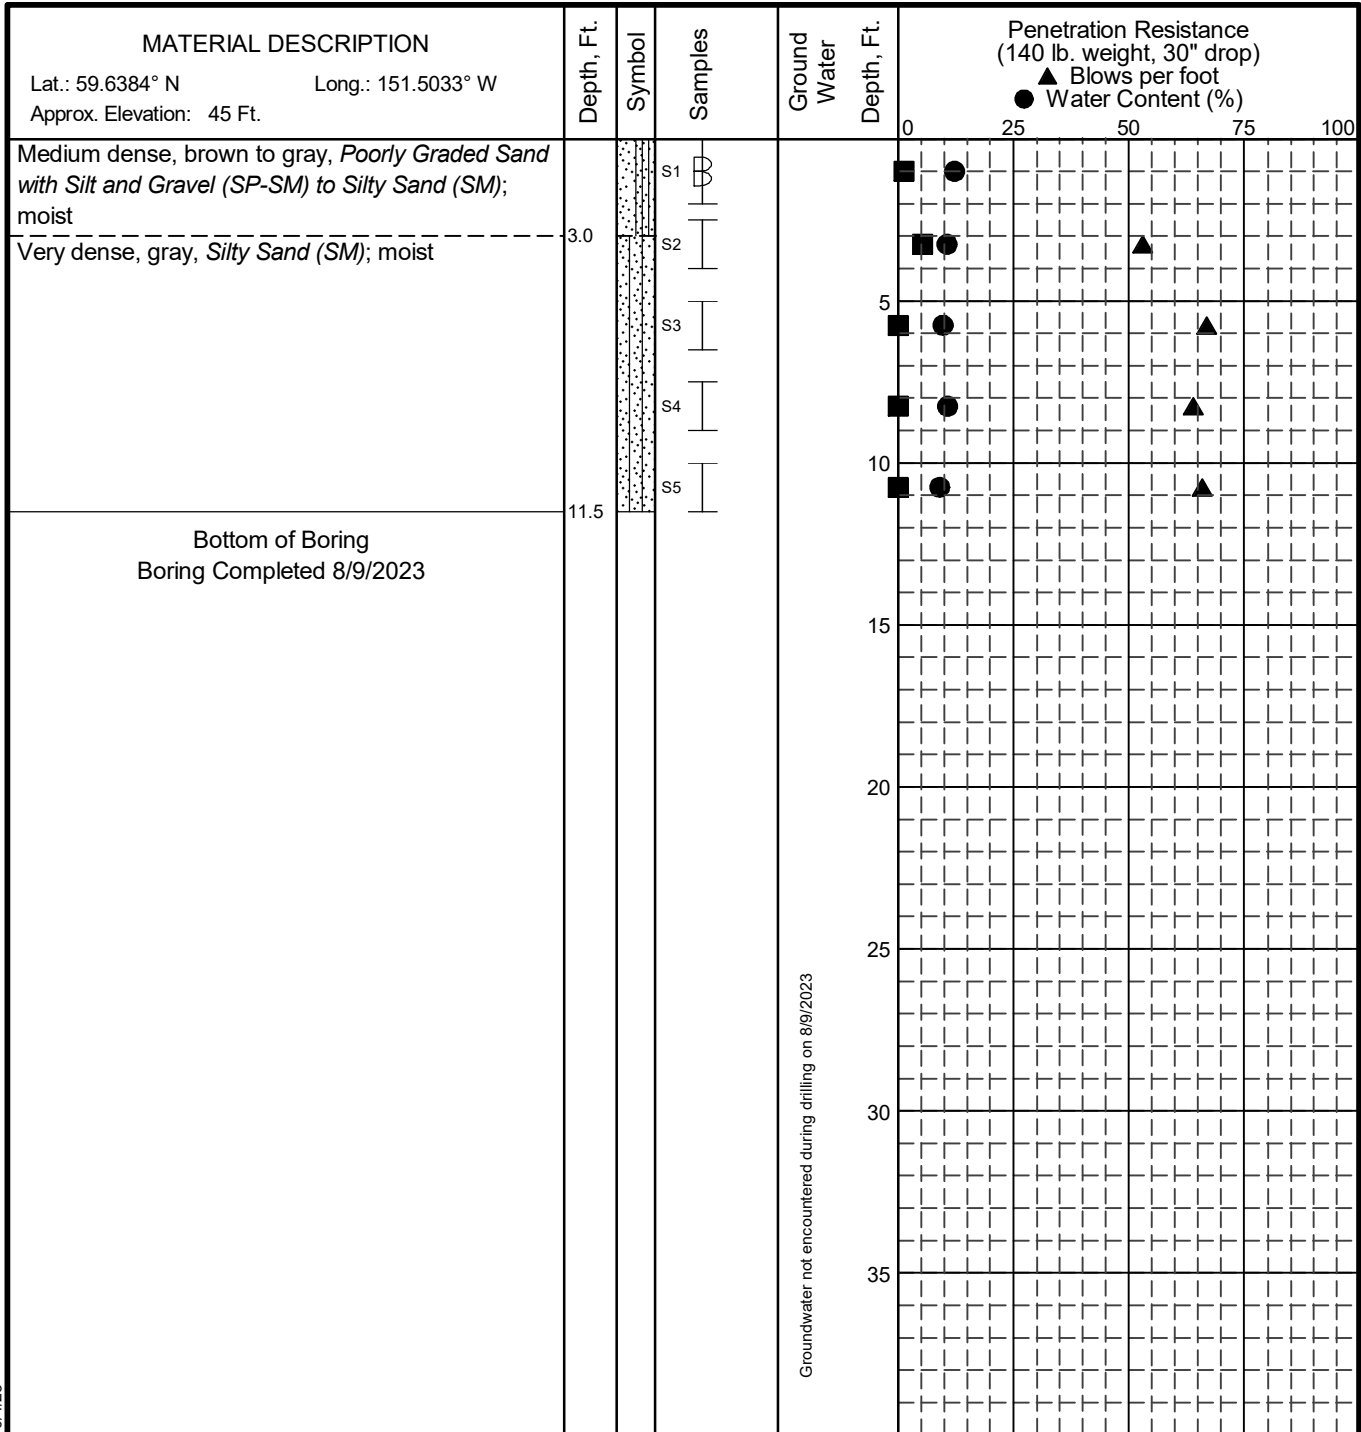 MATERIAL DESCRIPTION
Lat.: 59.6384° N Long.: 151.5033° W
Approx. Elevation: 45 Ft.
Depth, Ft.
Symbol
Samples
Ground
Water
Depth, Ft.
Penetration Resistance
(140 lb. weight, 30" drop)
▲ Blows per foot
● Water Content (%)
0 25 50 75 100
Medium dense, brown to gray, Poorly Graded Sand
with Silt and Gravel (SP-SM) to Silty Sand (SM);
moist
3.0
Very dense, gray, Silty Sand (SM); moist
S1
S2
S3
S4
S5
11.5
Bottom of Boring
Boring Completed 8/9/2023
Groundwater not encountered during drilling on 8/9/2023
5
10
15
20
25
30
35